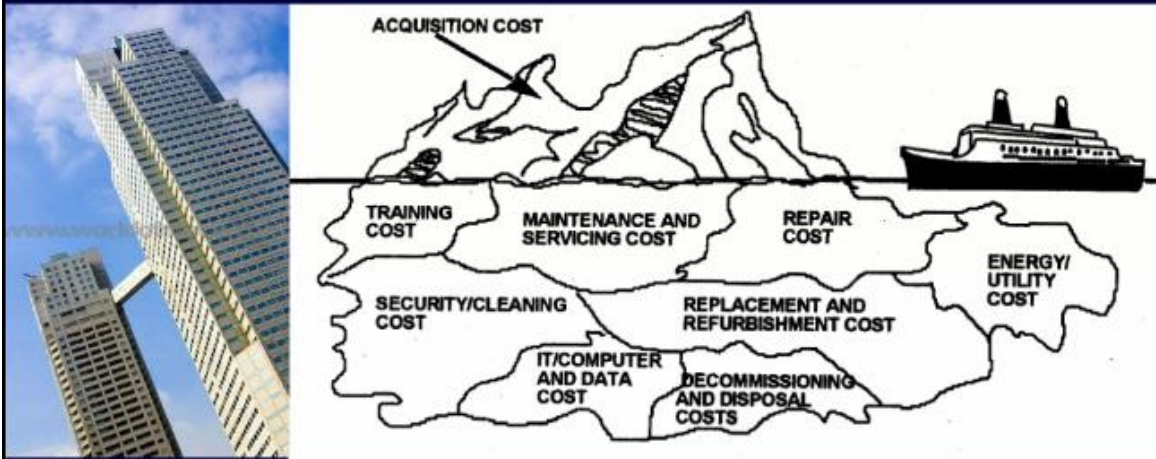 ACQUISITION COST
TRAINING
COST
MAINTENANCE AND
SERVICING COST
REPAIR
COST
ENERGY/
UTILITY
COST
SECURITY/CLEANING
COST
REPLACEMENT AND
REFURBISHMENT COST
IT/COMPUTER
AND DATA
COST
DECOMMISSIONING
AND DISPOSAL
COSTS